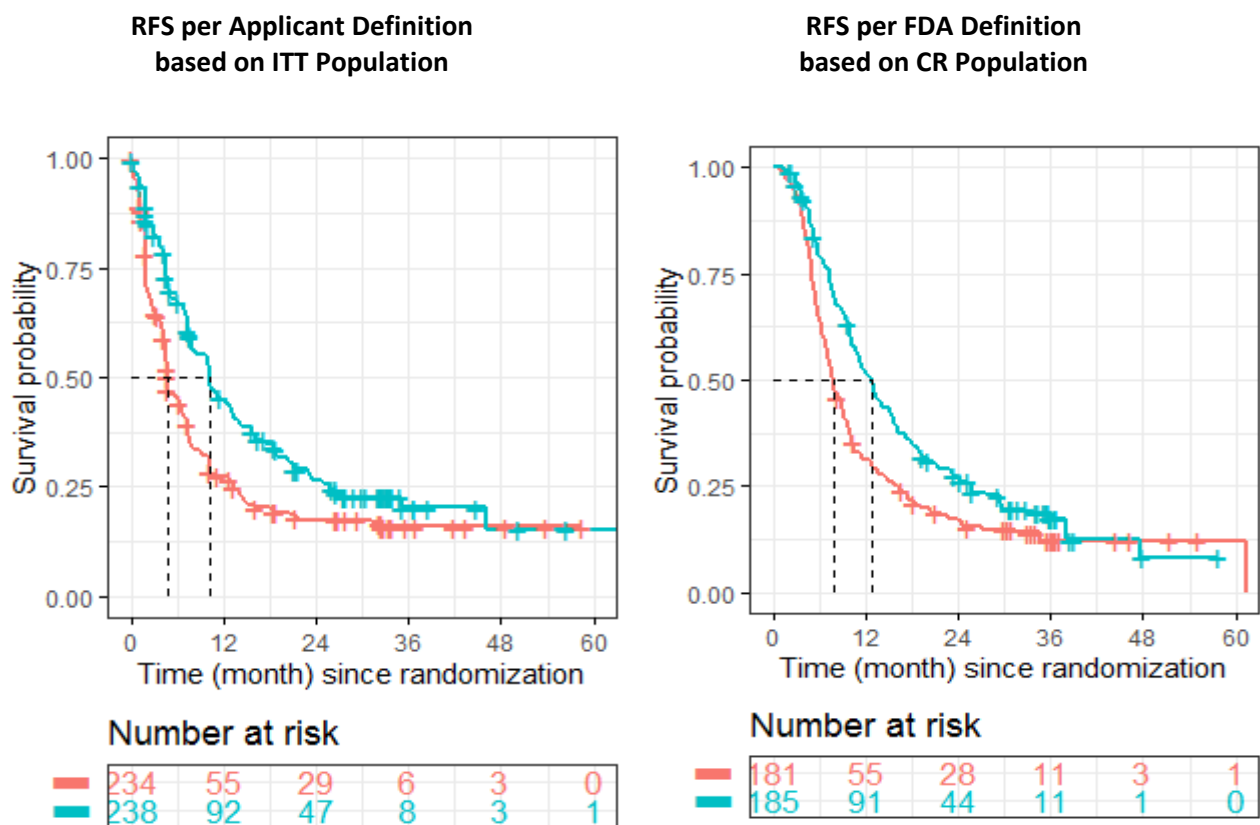 RFS per Applicant Definition
based on ITT Population
Survival probability
1.00
0.75
0.50
0.25
0.00
0 12 24 36 48 60
Time (month) since randomization
Number at risk
234 55 29 6 3 0
238 92 47 8 3 1
RFS per FDA Definition
based on CR Population
Survival probability
1.00
0.75
0.50
0.25
0.00
0 12 24 36 48 60
Time (month) since randomization
Number at risk
181 55 28 11 3 1
185 91 44 11 1 0